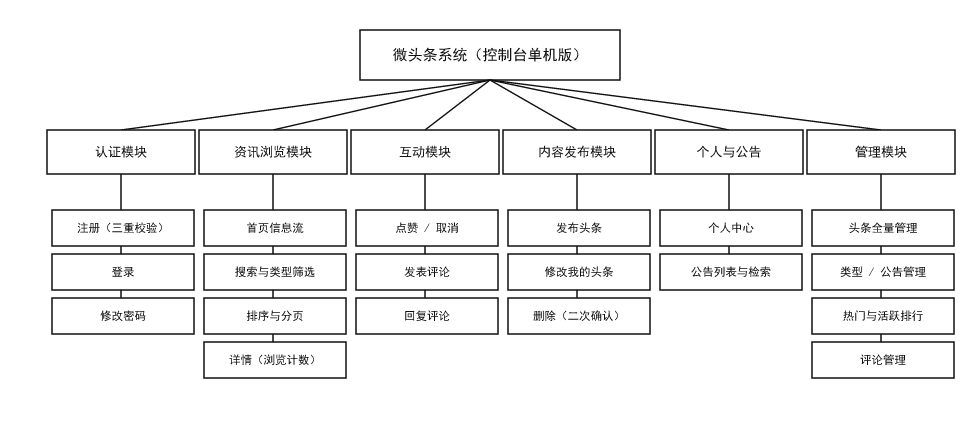 微头条系统（控制台单机版）
认证模块
资讯浏览模块
互动模块
内容发布模块
个人与公告
管理模块
注册（三重校验）
首页信息流
点赞 / 取消
发布头条
个人中心
头条全量管理
登录
搜索与类型筛选
发表评论
修改我的头条
公告列表与检索
类型 / 公告管理
修改密码
排序与分页
回复评论
删除（二次确认）
热门与活跃排行
详情（浏览计数）
评论管理